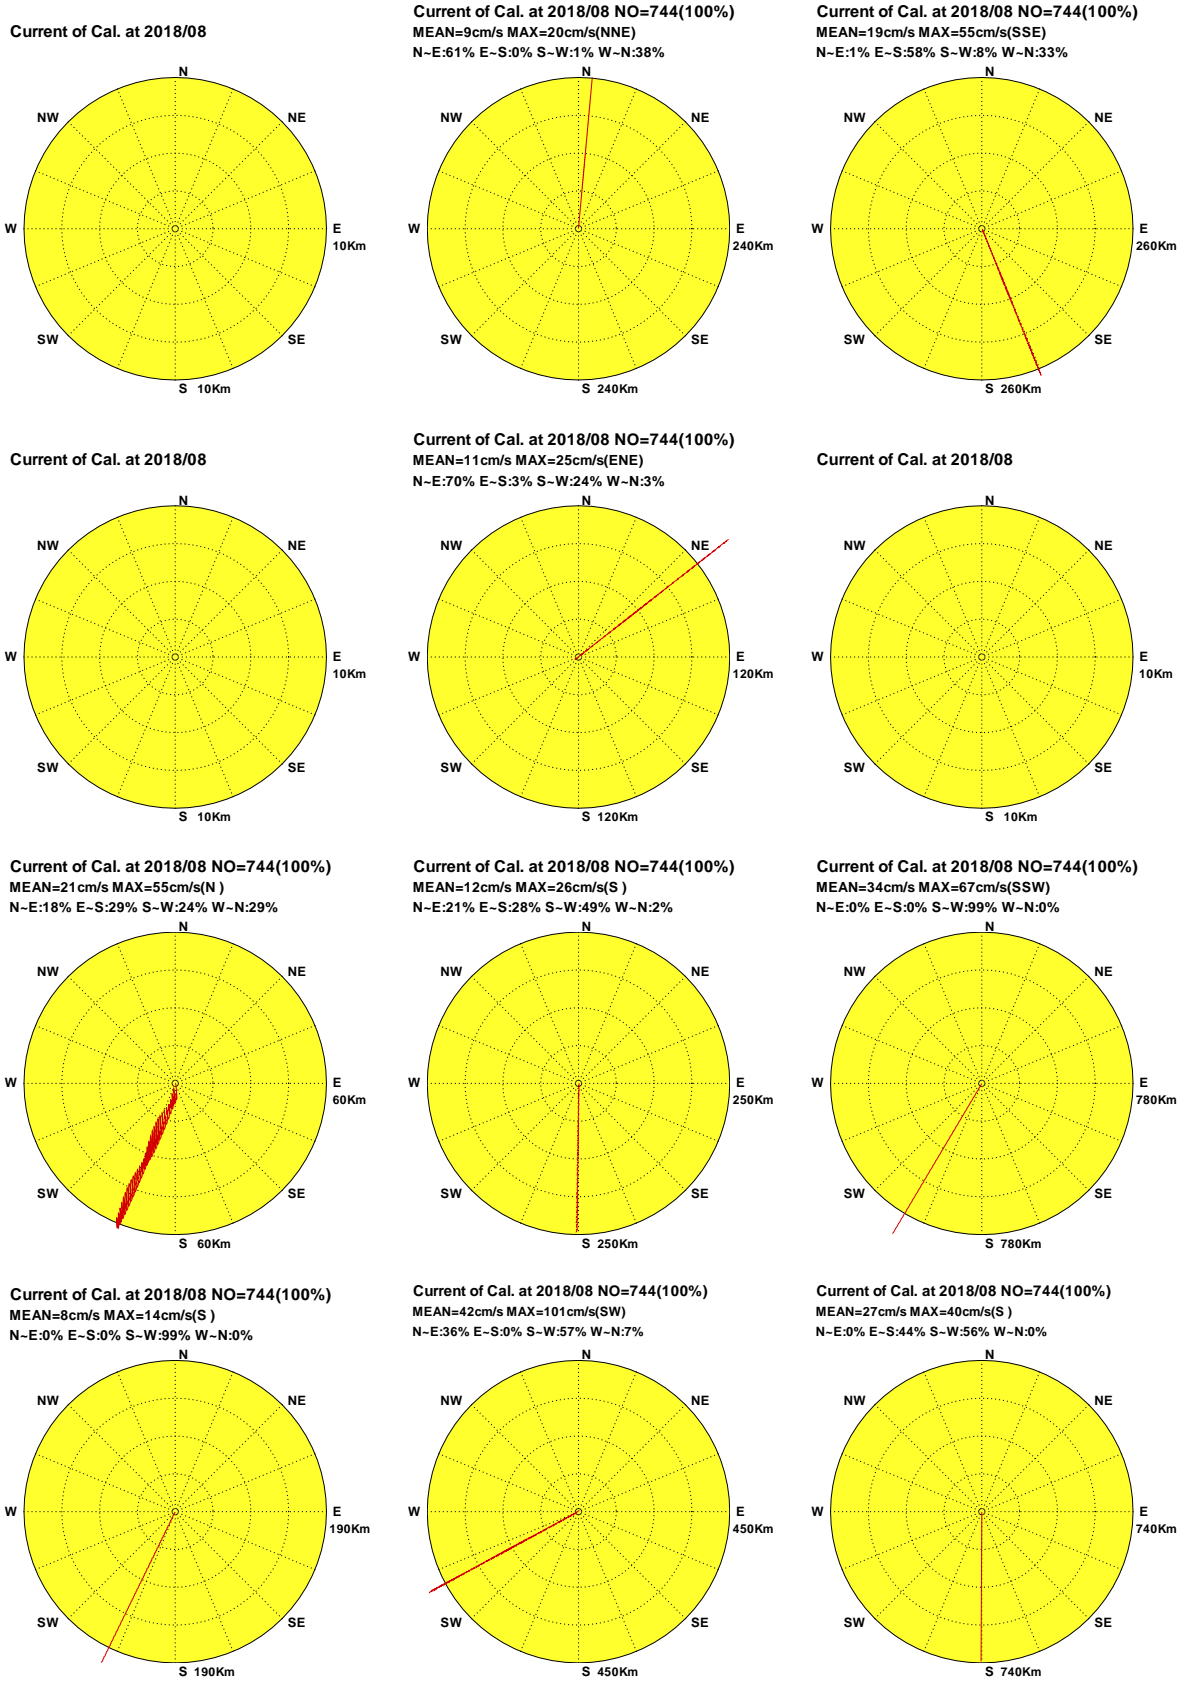 Current of Cal. at 2018/08
N
NW
NE
W
E
10Km
SW
SE
S 10Km
Current of Cal. at 2018/08 NO=744(100%)
MEAN=9cm/s MAX=20cm/s(NNE)
N~E:61% E~S:0% S~W:1% W~N:38%
N
NW
NE
W
E
240Km
SW
SE
S 240Km
Current of Cal. at 2018/08 NO=744(100%)
MEAN=19cm/s MAX=55cm/s(SSE)
N~E:1% E~S:58% S~W:8% W~N:33%
N
NW
NE
W
E
260Km
SW
SE
S 260Km
Current of Cal. at 2018/08
N
NW
NE
W
E
10Km
SW
SE
S 10Km
Current of Cal. at 2018/08 NO=744(100%)
MEAN=11cm/s MAX=25cm/s(ENE)
N~E:70% E~S:3% S~W:24% W~N:3%
N
NW
NE
W
E
120Km
SW
SE
S 120Km
Current of Cal. at 2018/08
N
NW
NE
W
E
10Km
SW
SE
S 10Km
Current of Cal. at 2018/08 NO=744(100%)
MEAN=21cm/s MAX=55cm/s(N )
N~E:18% E~S:29% S~W:24% W~N:29%
N
NW
NE
W
E
60Km
SW
SE
S 60Km
Current of Cal. at 2018/08 NO=744(100%)
MEAN=12cm/s MAX=26cm/s(S )
N~E:21% E~S:28% S~W:49% W~N:2%
N
NW
NE
W
E
250Km
SW
SE
S 250Km
Current of Cal. at 2018/08 NO=744(100%)
MEAN=34cm/s MAX=67cm/s(SSW)
N~E:0% E~S:0% S~W:99% W~N:0%
N
NW
NE
W
E
780Km
SW
SE
S 780Km
Current of Cal. at 2018/08 NO=744(100%)
MEAN=8cm/s MAX=14cm/s(S )
N~E:0% E~S:0% S~W:99% W~N:0%
N
NW
NE
W
E
190Km
SW
SE
S 190Km
Current of Cal. at 2018/08 NO=744(100%)
MEAN=42cm/s MAX=101cm/s(SW)
N~E:36% E~S:0% S~W:57% W~N:7%
N
NW
NE
W
E
450Km
SW
SE
S 450Km
Current of Cal. at 2018/08 NO=744(100%)
MEAN=27cm/s MAX=40cm/s(S )
N~E:0% E~S:44% S~W:56% W~N:0%
N
NW
NE
W
E
740Km
SW
SE
S 740Km